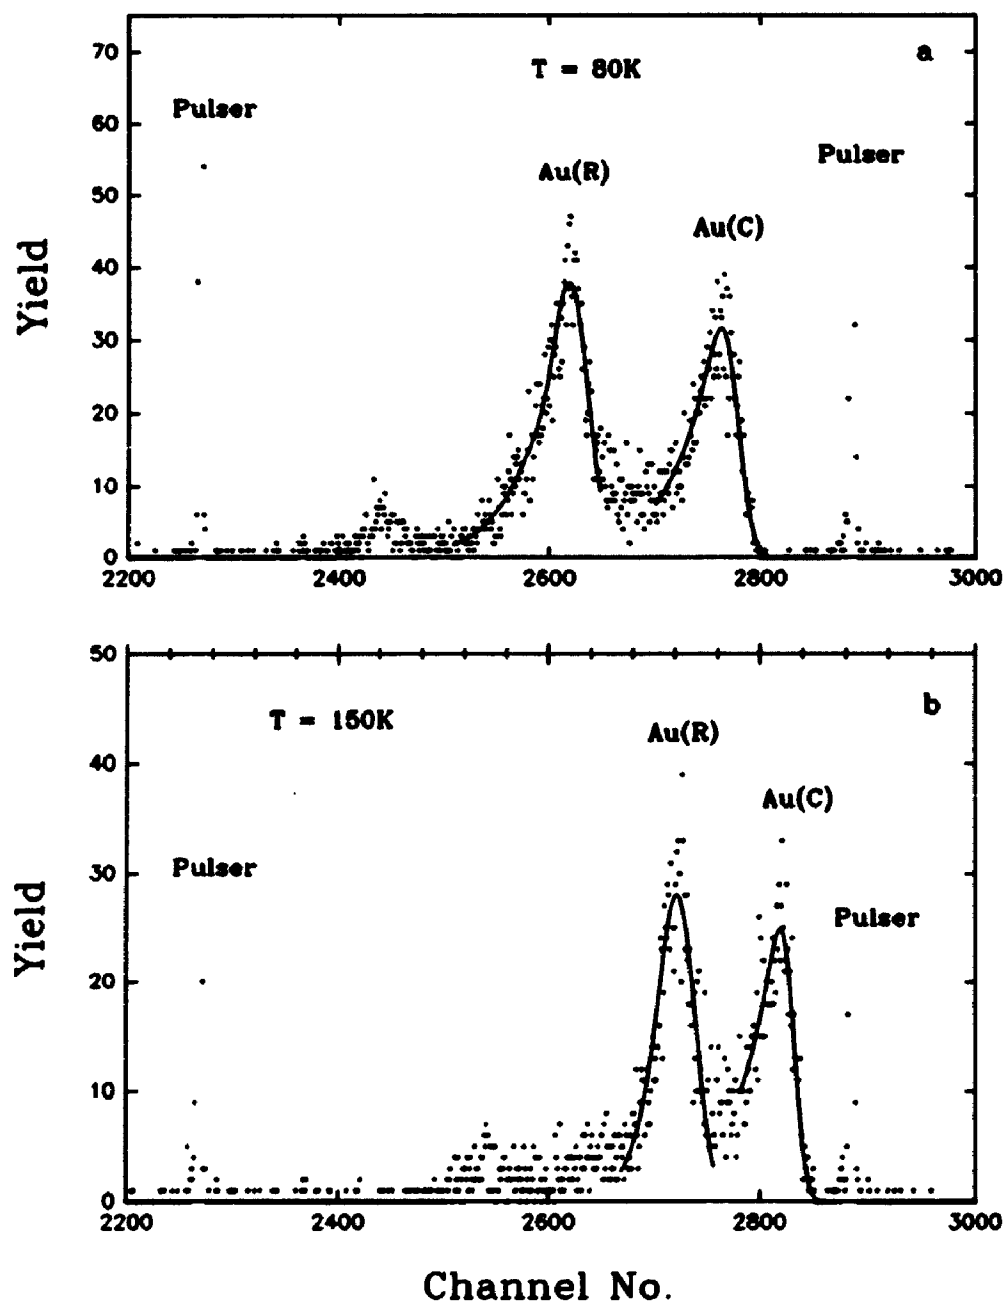 a
T = 80K
Pulser
Au(R)
Au(C)
Pulser
Yield
70
60
50
40
30
20
10
0
2200
2400
2600
2800
3000
b
T = 150K
Au(R)
Au(C)
Pulser
Pulser
Yield
50
40
30
20
10
0
2200
2400
2600
2800
3000
Channel No.